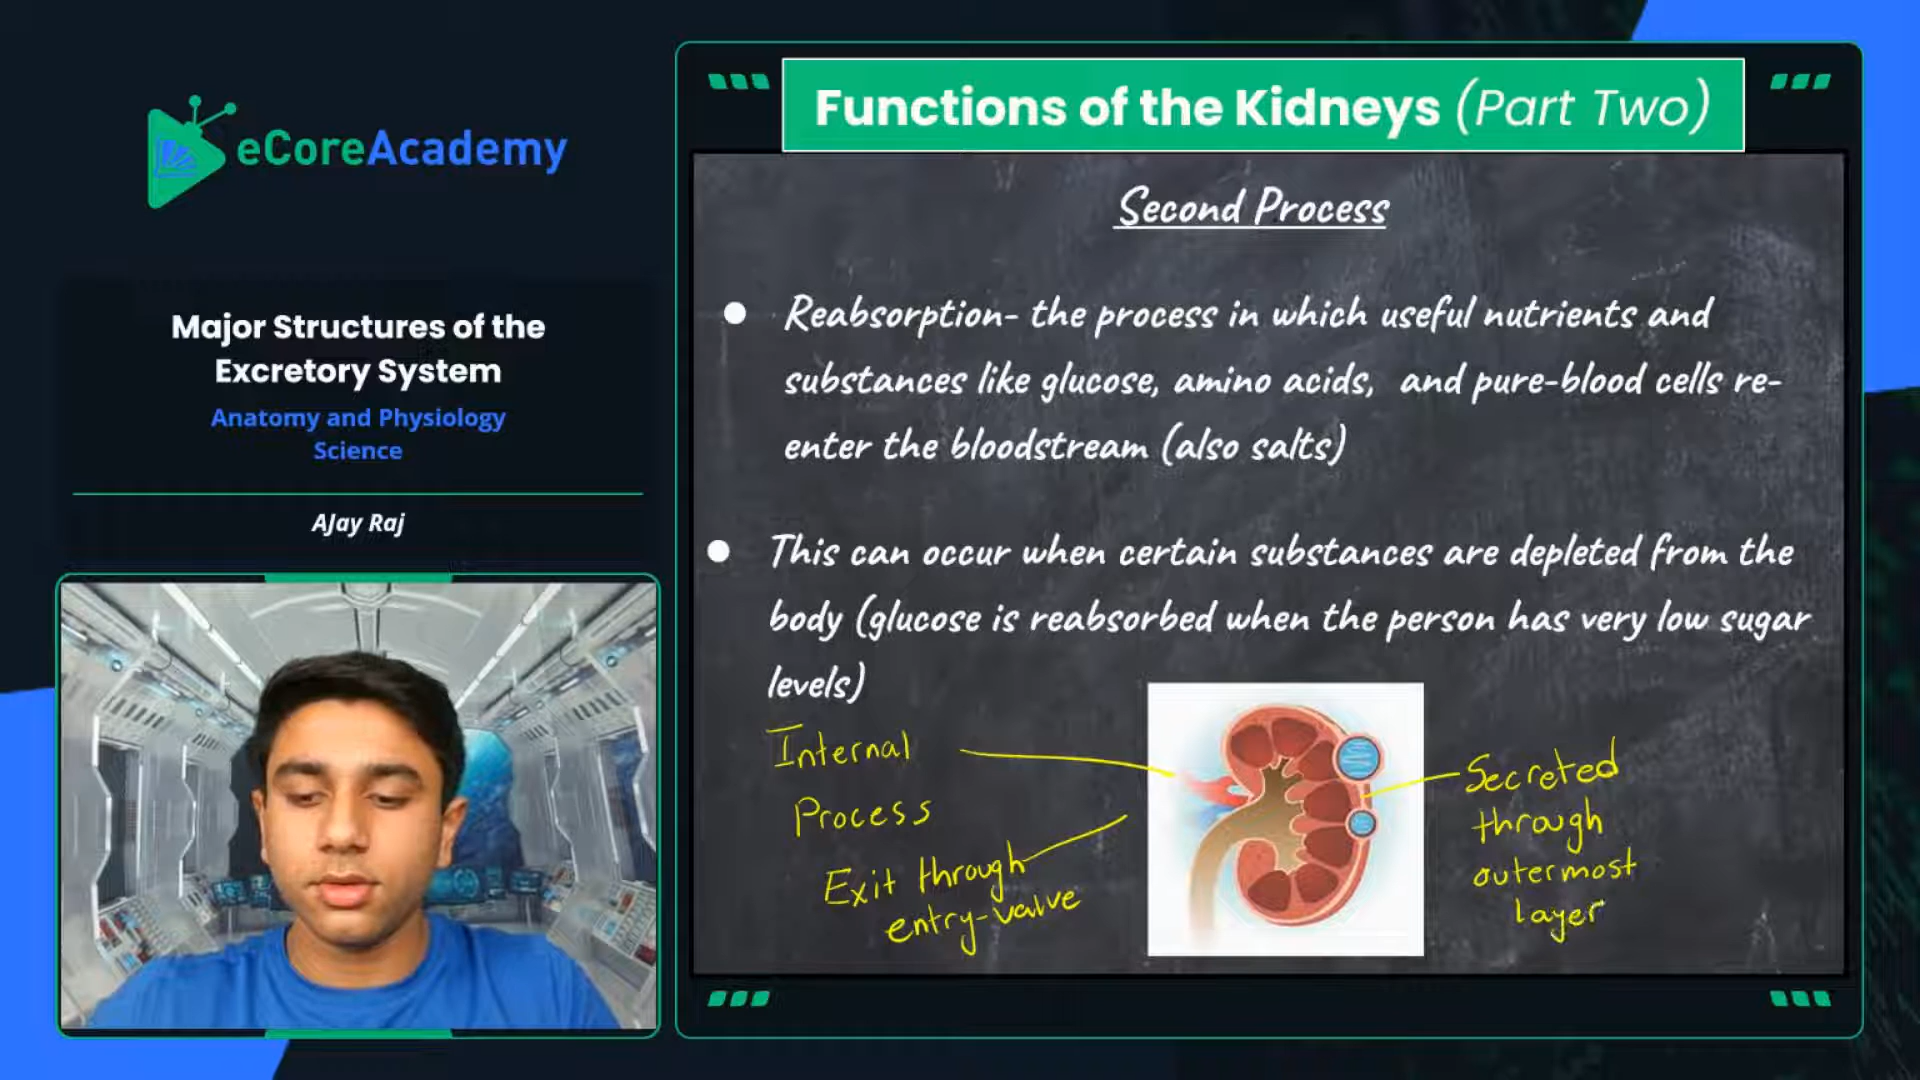 eCoreAcademy
Major Structures of the
Excretory System
Anatomy and Physiology
Science
AJay Raj
Functions of the Kidneys (Part Two)
Second Process
Reabsorption- the process in which useful nutrients and
substances like glucose, amino acids, and pure-blood cells re-
enter the bloodstream (also salts)
This can occur when certain substances are depleted from the
body (glucose is reabsorbed when the person has very low sugar
levels)
Internal
Process
Exit through
entry-valve
Secreted
through
outermost
layer